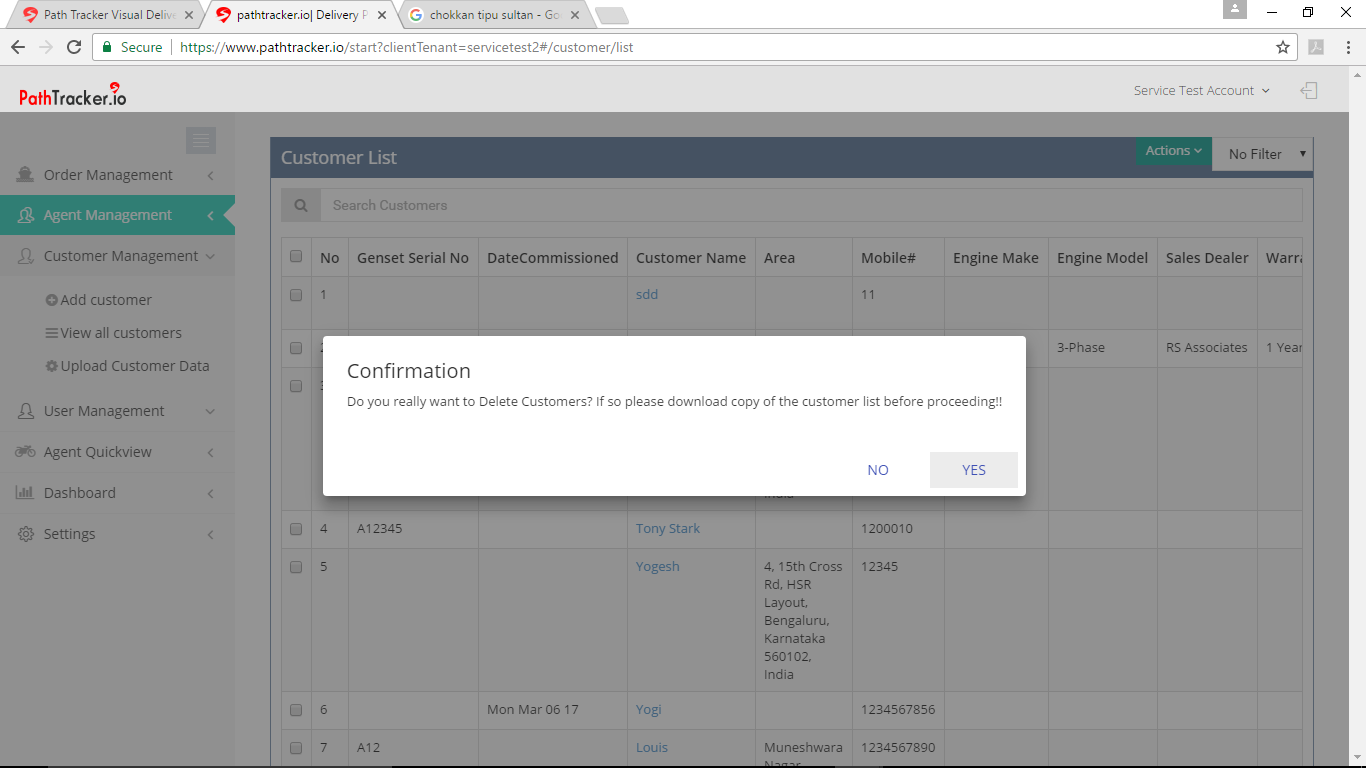 Path Tracker Visual Delive
pathtracker.io| Delivery P
chokkan tipu sultan - Go
Secure
https://www.pathtracker.io/start?clientTenant=servicetest2#/customer/list
PathTracker.io
Service Test Account
Order Management
Agent Management
Customer Management
Add customer
View all customers
Upload Customer Data
User Management
Agent Quickview
Dashboard
Settings
Customer List
Actions
No Filter
Search Customers
No Genset Serial No DateCommissioned Customer Name Area Mobile# Engine Make Engine Model Sales Dealer Warra
1 sdd 11
3-Phase RS Associates 1 Year
Confirmation
Do you really want to Delete Customers? If so please download copy of the customer list before proceeding!!
NO YES
India
4 A12345 Tony Stark 1200010
5 Yogesh 4, 15th Cross 12345
Rd, HSR
Layout,
Bengaluru,
Karnataka
560102,
India
6 Mon Mar 06 17 Yogi 1234567856
7 A12 Louis Muneshwara 1234567890
Nagar